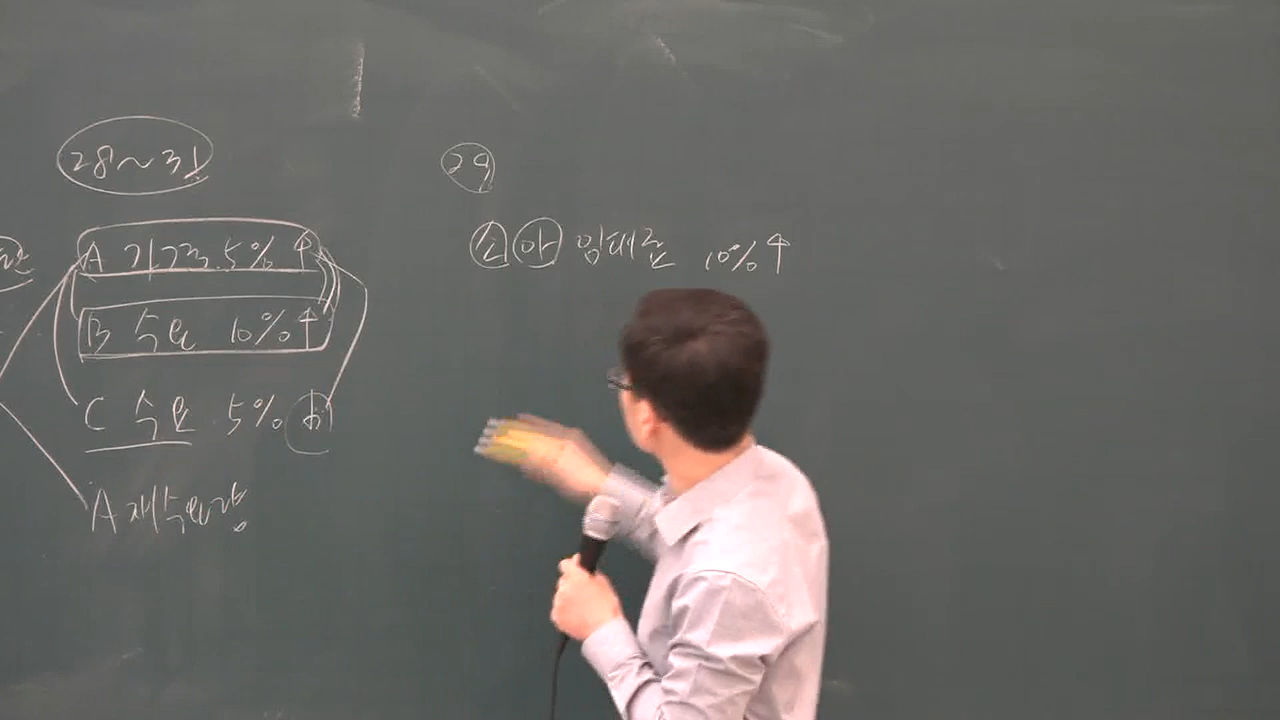 28~31
A 가격 5% ↑
B 수요 10% ↑
C 수요 5%
A 재수요량
29
소 아 임대료 10% ↑